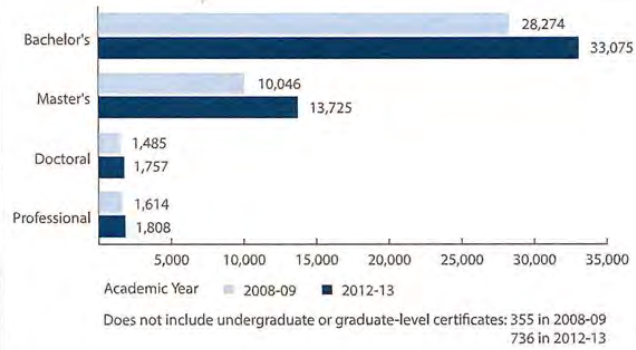 28,274
Bachelor's
33,075
10,046
Master's
13,725
1,485
Doctoral
1,757
1,614
Professional
1,808
5,000 10,000 15,000 20,000 25,000 30,000 35,000
Academic Year 2008-09 2012-13
Does not include undergraduate or graduate-level certificates: 355 in 2008-09
736 in 2012-13